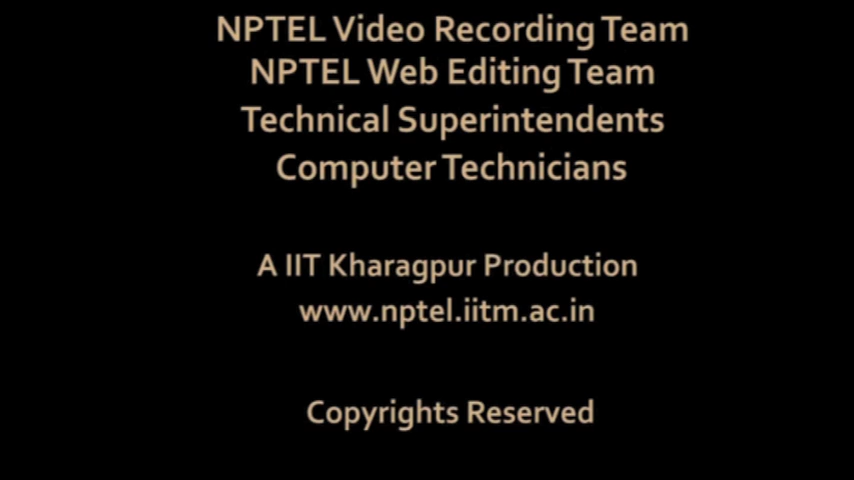 NPTEL Video Recording Team
NPTEL Web Editing Team
Technical Superintendents
Computer Technicians
A IIT Kharagpur Production
www.nptel.iitm.ac.in
Copyrights Reserved